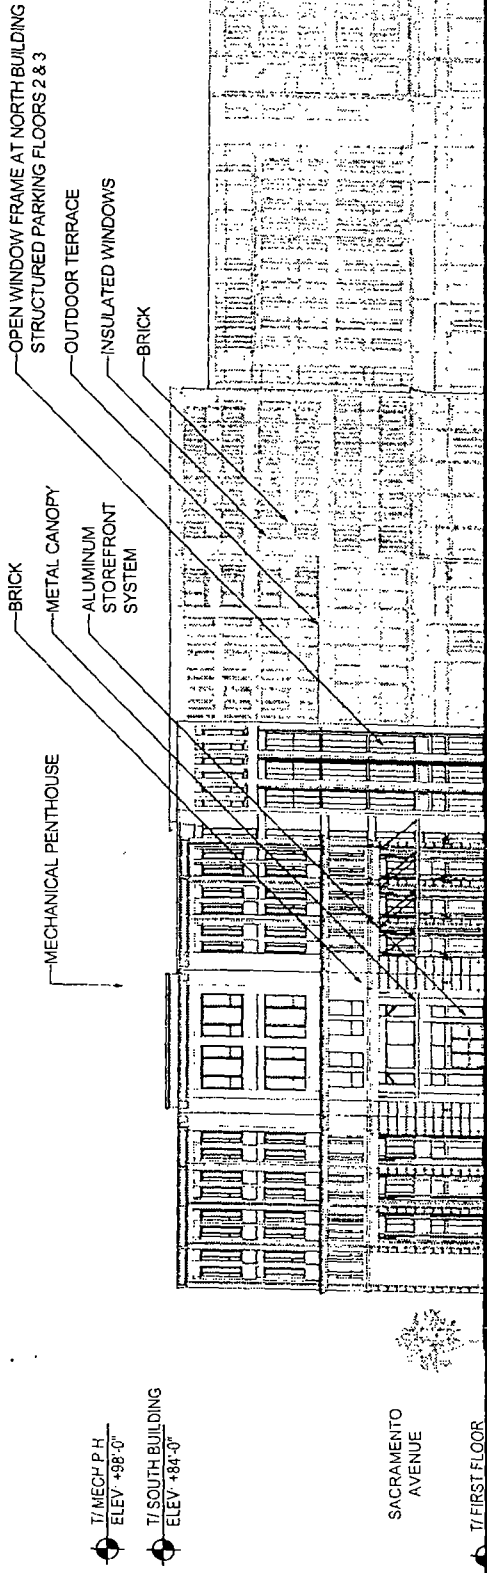 T/ MECH P H
ELEV: +98'-0"
T/ SOUTH BUILDING
ELEV: +84'-0"
SACRAMENTO
AVENUE
T/ FIRST FLOOR
MECHANICAL PENTHOUSE
BRICK
METAL CANOPY
ALUMINUM
STOREFRONT
SYSTEM
OPEN WINDOW FRAME AT NORTH BUILDING
STRUCTURED PARKING FLOORS 2 & 3
OUTDOOR TERRACE
INSULATED WINDOWS
BRICK